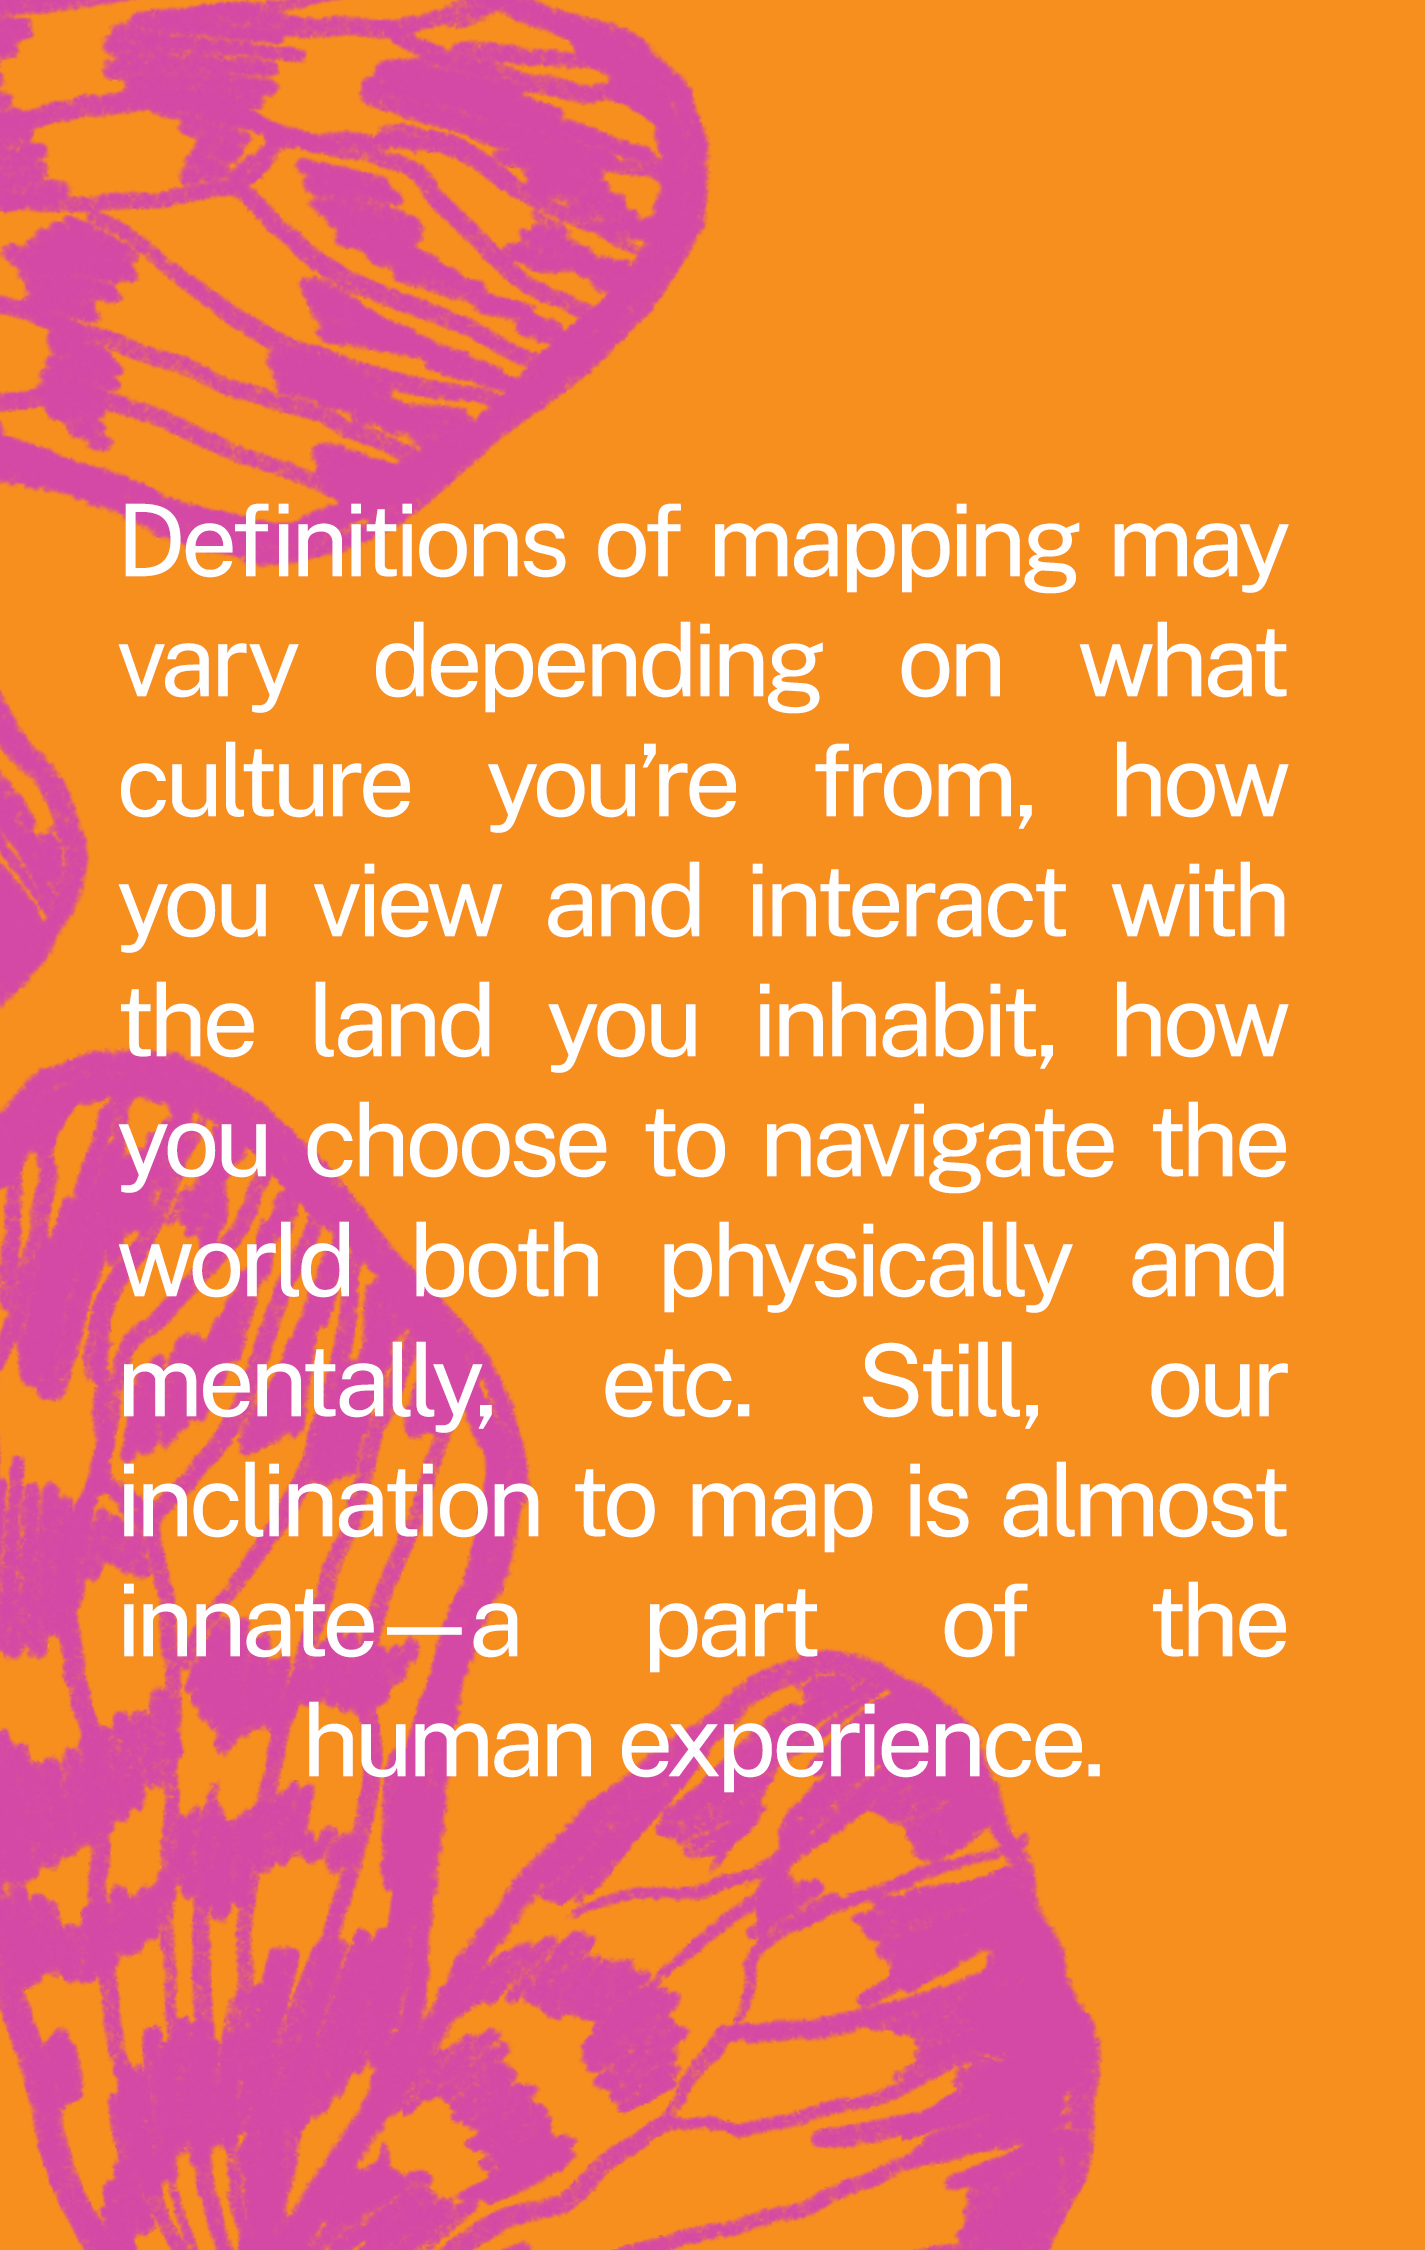 Definitions of mapping may
vary depending on what
culture you’re from, how
you view and interact with
the land you inhabit, how
you choose to navigate the
world both physically and
mentally, etc. Still, our
inclination to map is almost
innate—a part of the
human experience.